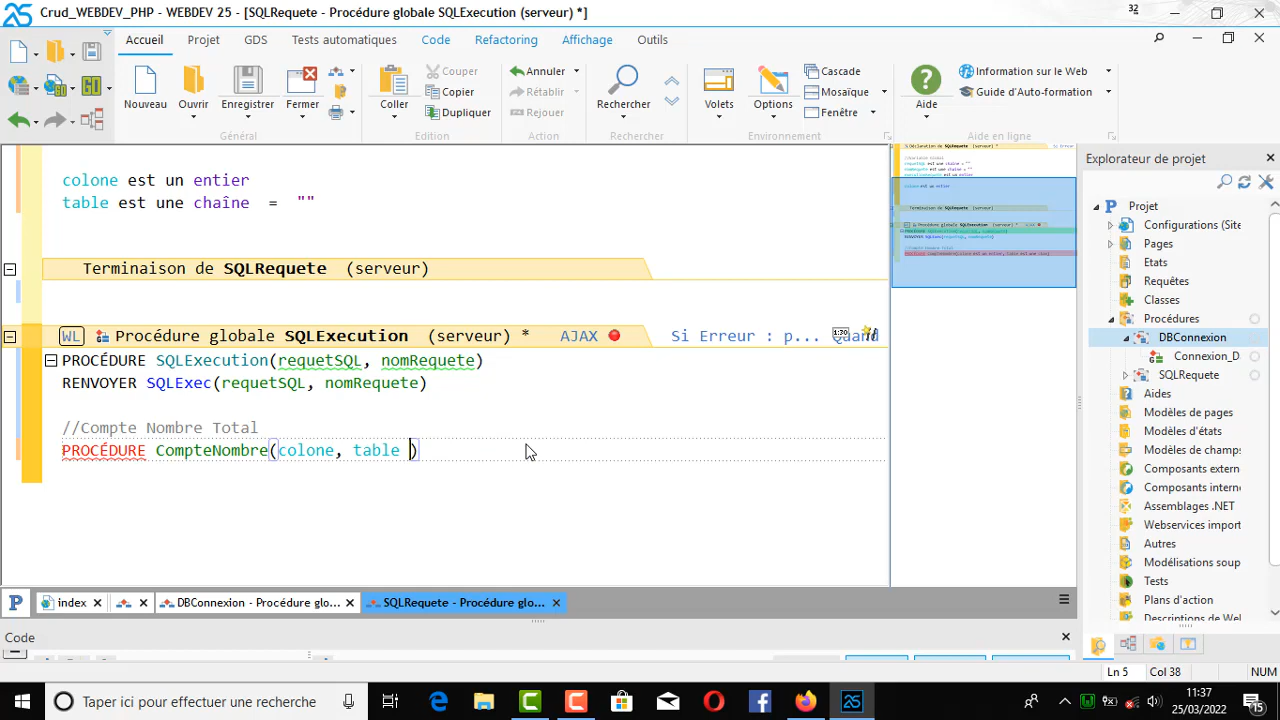 Crud_WEBDEV_PHP - WEBDEV 25 - [SQLRequete - Procédure globale SQLExecution (serveur) *]
32
Accueil Projet GDS Tests automatiques Code Refactoring Affichage Outils
Nouveau Ouvrir Enregistrer Fermer
Général
Coller
Couper
Copier
Dupliquer
Edition
Annuler
Rétablir
Rejouer
Action
Rechercher
Rechercher
Volets Options
Cascade
Mosaïque
Fenêtre
Environnement
Aide
Information sur le Web
Guide d'Auto-formation
Aide en ligne
colone est un entier
table est une chaîne = ""
Terminaison de SQLRequete (serveur)
WL Procédure globale SQLExecution (serveur) * AJAX Si Erreur : p... Quand
PROCÉDURE SQLExecution(requetSQL, nomRequete)
RENVOYER SQLExec(requetSQL, nomRequete)
//Compte Nombre Total
PROCÉDURE CompteNombre(colone, table )
Explorateur de projet
Projet
Configurations (Site
Pages
Etats
Requêtes
Classes
Procédures
DBConnexion
Connexion_D
SQLRequete
Aides
Modèles de pages
Modèles d'états
Modèles de champs
Composants extern
Composants interne
Assemblages .NET
Webservices import
Autres
Modélisations soup
Tests
Plans d'action
Descriptions de Wel
index DBConnexion - Procédure glo... SQLRequete - Procédure glo...
Code
Ln 5 Col 38 NUM
Taper ici pour effectuer une recherche
11:37
25/03/2022
15